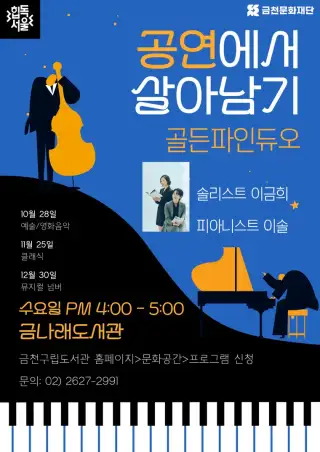 힙독서울
금천문화재단
공연에서
살아남기
골든파인듀오
솔리스트 이금희
피아니스트 이솔
10월 28일
예술/영화음악
11월 25일
클래식
12월 30일
뮤지컬 넘버
수요일 PM 4:00 - 5:00
금나래도서관
금천구립도서관 홈페이지>문화공간>프로그램 신청
문의: 02) 2627-2991